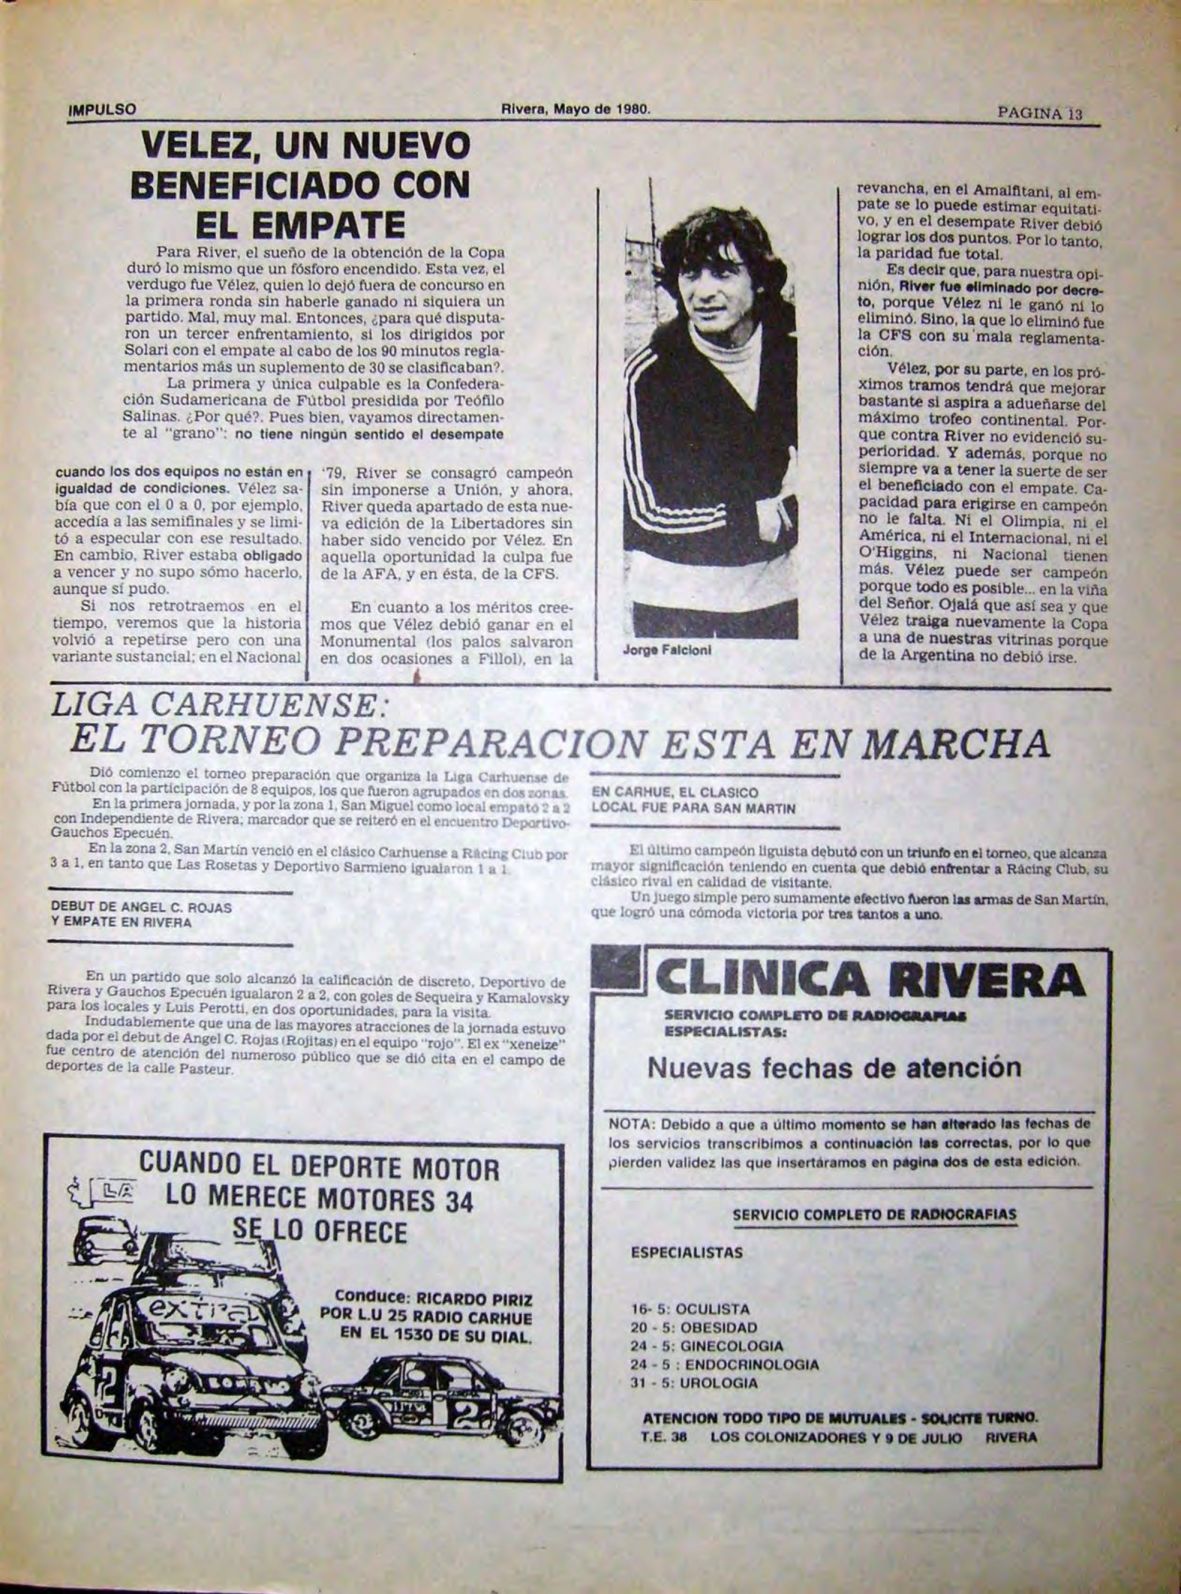 IMPULSO
Rivera, Mayo de 1980.
PAGINA 13
VELEZ, UN NUEVO
BENEFICIADO CON
EL EMPATE
Para River, el sueño de la obtención de la Copa
duró lo mismo que un fósforo encendido. Esta vez, el
verdugo fue Vélez, quien lo dejó fuera de concurso en
la primera ronda sin haberle ganado ni siquiera un
partido. Mal, muy mal. Entonces, ¿para qué disputa-
ron un tercer enfrentamiento, si los dirigidos por
Solari con el empate al cabo de los 90 minutos regla-
mentarios más un suplemento de 30 se clasificaban?.
La primera y única culpable es la Confedera-
ción Sudamericana de Fútbol presidida por Teófilo
Salinas. ¿Por qué?. Pues bien, vayamos directamen-
te al "grano": no tiene ningún sentido el desempate
cuando los dos equipos no están en
igualdad de condiciones. Vélez sa-
bía que con el 0 a 0, por ejemplo,
accedía a las semifinales y se limi-
tó a especular con ese resultado.
En cambio, River estaba obligado
a vencer y no supo sómo hacerlo,
aunque sí pudo.
Si nos retrotraemos en el
tiempo, veremos que la historia
volvió a repetirse pero con una
variante sustancial; en el Nacional
'79, River se consagró campeón
sin imponerse a Unión, y ahora,
River queda apartado de esta nue-
va edición de la Libertadores sin
haber sido vencido por Vélez. En
aquella oportunidad la culpa fue
de la AFA, y en ésta, de la CFS.
En cuanto a los méritos cree-
mos que Vélez debió ganar en el
Monumental (los palos salvaron
en dos ocasiones a Fillol), en la
Jorge Falcioni
revancha, en el Amalfitani, al em-
pate se lo puede estimar equitati-
vo, y en el desempate River debió
lograr los dos puntos. Por lo tanto,
la paridad fue total.
Es decir que, para nuestra opi-
nión, River fue eliminado por decre-
to, porque Vélez ni le ganó ni lo
eliminó. Sino, la que lo eliminó fue
la CFS con su mala reglamenta-
ción.
Vélez, por su parte, en los pró-
ximos tramos tendrá que mejorar
bastante si aspira a adueñarse del
máximo trofeo continental. Por-
que contra River no evidenció su-
perioridad. Y además, porque no
siempre va a tener la suerte de ser
el beneficiado con el empate. Ca-
pacidad para erigirse en campeón
no le falta. Ni el Olimpia, ni el
América, ni el Internacional, ni el
O'Higgins, ni Nacional tienen
más. Vélez puede ser campeón
porque todo es posible... en la viña
del Señor. Ojalá que así sea y que
Vélez traiga nuevamente la Copa
a una de nuestras vitrinas porque
de la Argentina no debió irse.
LIGA CARHUENSE:
EL TORNEO PREPARACION ESTA EN MARCHA
Dió comienzo el torneo preparación que organiza la Liga Carhuense de
Fútbol con la participación de 8 equipos, los que fueron agrupados en dos zonas.
En la primera jornada, y por la zona 1, San Miguel como local empató 2 a 2
con Independiente de Rivera; marcador que se reiteró en el encuentro Deportivo-
Gauchos Epecuén.
En la zona 2, San Martín venció en el clásico Carhuense a Rácing Club por
3 a 1, en tanto que Las Rosetas y Deportivo Sarmieno igualaron 1 a 1.
DEBUT DE ANGEL C. ROJAS
Y EMPATE EN RIVERA
En un partido que solo alcanzó la calificación de discreto, Deportivo de
Rivera y Gauchos Epecuén igualaron 2 a 2, con goles de Sequeira y Kamalovsky
para los locales y Luis Perotti, en dos oportunidades, para la visita.
Indudablemente que una de las mayores atracciones de la jornada estuvo
dada por el debut de Angel C. Rojas (Rojitas) en el equipo "rojo". El ex "xeneize"
fue centro de atención del numeroso público que se dió cita en el campo de
deportes de la calle Pasteur.
EN CARHUE, EL CLASICO
LOCAL FUE PARA SAN MARTIN
El último campeón liguista debutó con un triunfo en el torneo, que alcanza
mayor significación teniendo en cuenta que debió enfrentar a Rácing Club, su
clásico rival en calidad de visitante.
Un juego simple pero sumamente efectivo fueron las armas de San Martín,
que logró una cómoda victoria por tres tantos a uno.
CUANDO EL DEPORTE MOTOR
LO MERECE MOTORES 34
SE LO OFRECE
extra
Conduce: RICARDO PIRIZ
POR L.U 25 RADIO CARHUE
EN EL 1530 DE SU DIAL.
2
2
CLINICA RIVERA
SERVICIO COMPLETO DE RADIOGRAFIAS
ESPECIALISTAS:
Nuevas fechas de atención
NOTA: Debido a que a último momento se han alterado las fechas de
los servicios transcribimos a continuación las correctas, por lo que
pierden validez las que insertáramos en página dos de esta edición.
SERVICIO COMPLETO DE RADIOGRAFIAS
ESPECIALISTAS
16- 5: OCULISTA
20 - 5: OBESIDAD
24 - 5: GINECOLOGIA
24 - 5 : ENDOCRINOLOGIA
31 - 5: UROLOGIA
ATENCION TODO TIPO DE MUTUALES - SOLICITE TURNO.
T.E. 38 LOS COLONIZADORES Y 9 DE JULIO RIVERA